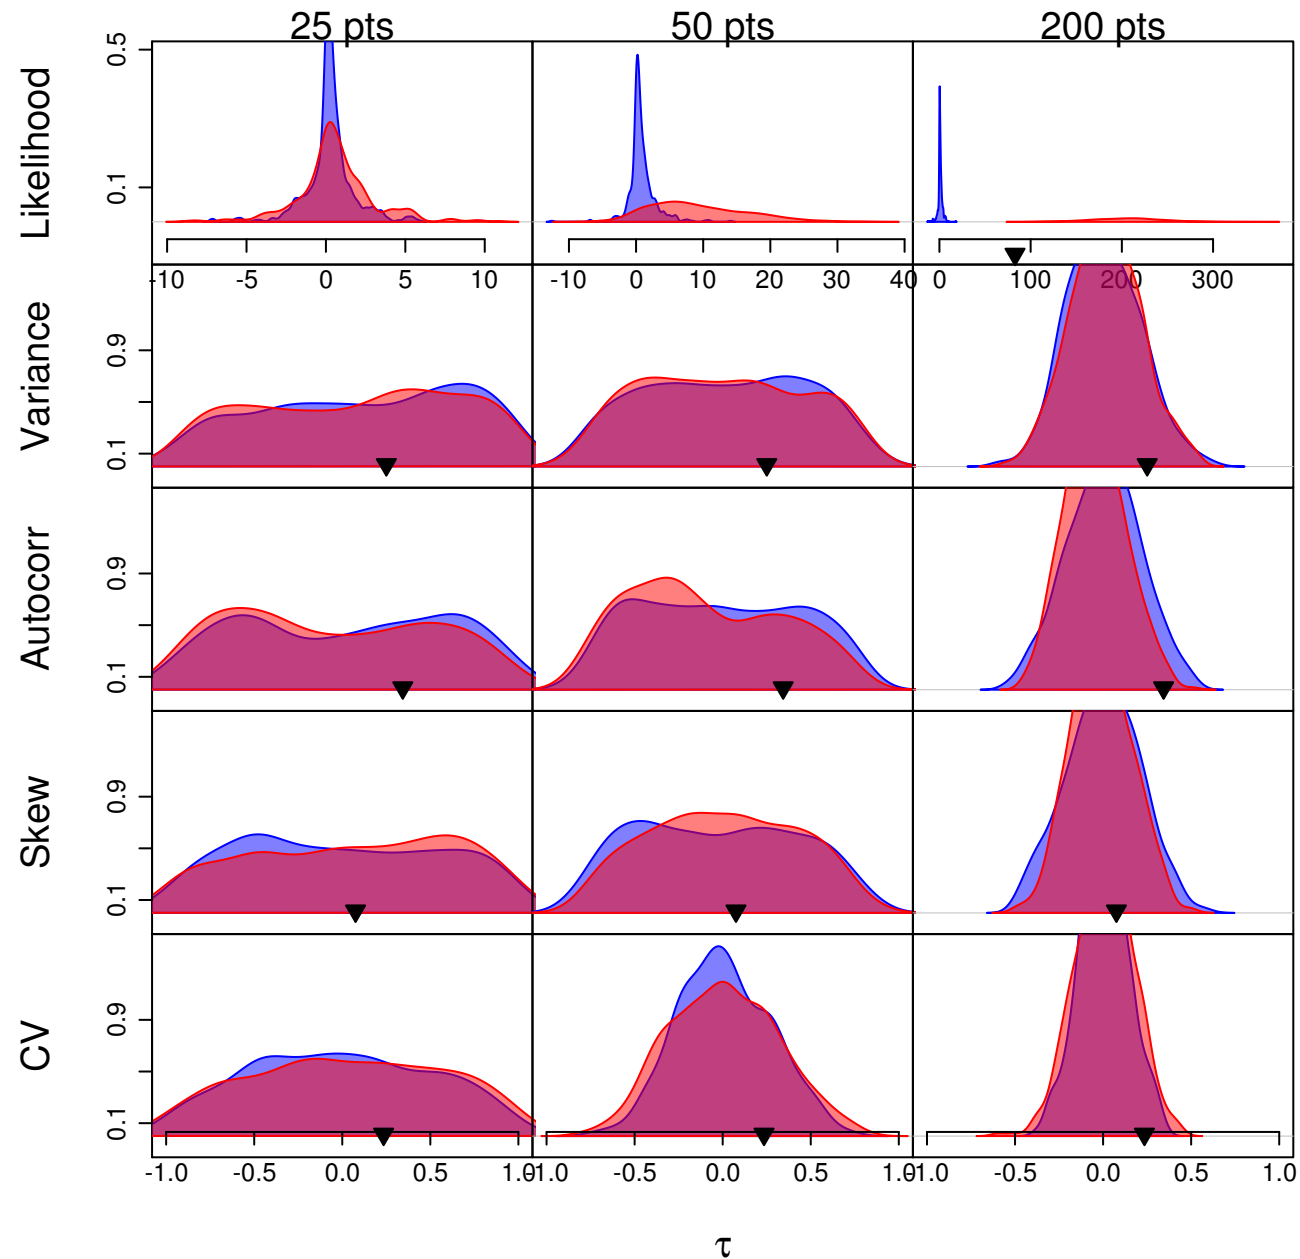 25 pts 50 pts 200 pts
Likelihood 0.1 0.5
-10 -5 0 5 10 -10 0 10 20 30 40 0 100 200 300
Variance 0.1 0.9
Autocorr 0.1 0.9
Skew 0.1 0.9
CV 0.1 0.9
-1.0 -0.5 0.0 0.5 1.0 -1.0 -0.5 0.0 0.5 1.0 -1.0 -0.5 0.0 0.5 1.0
τ